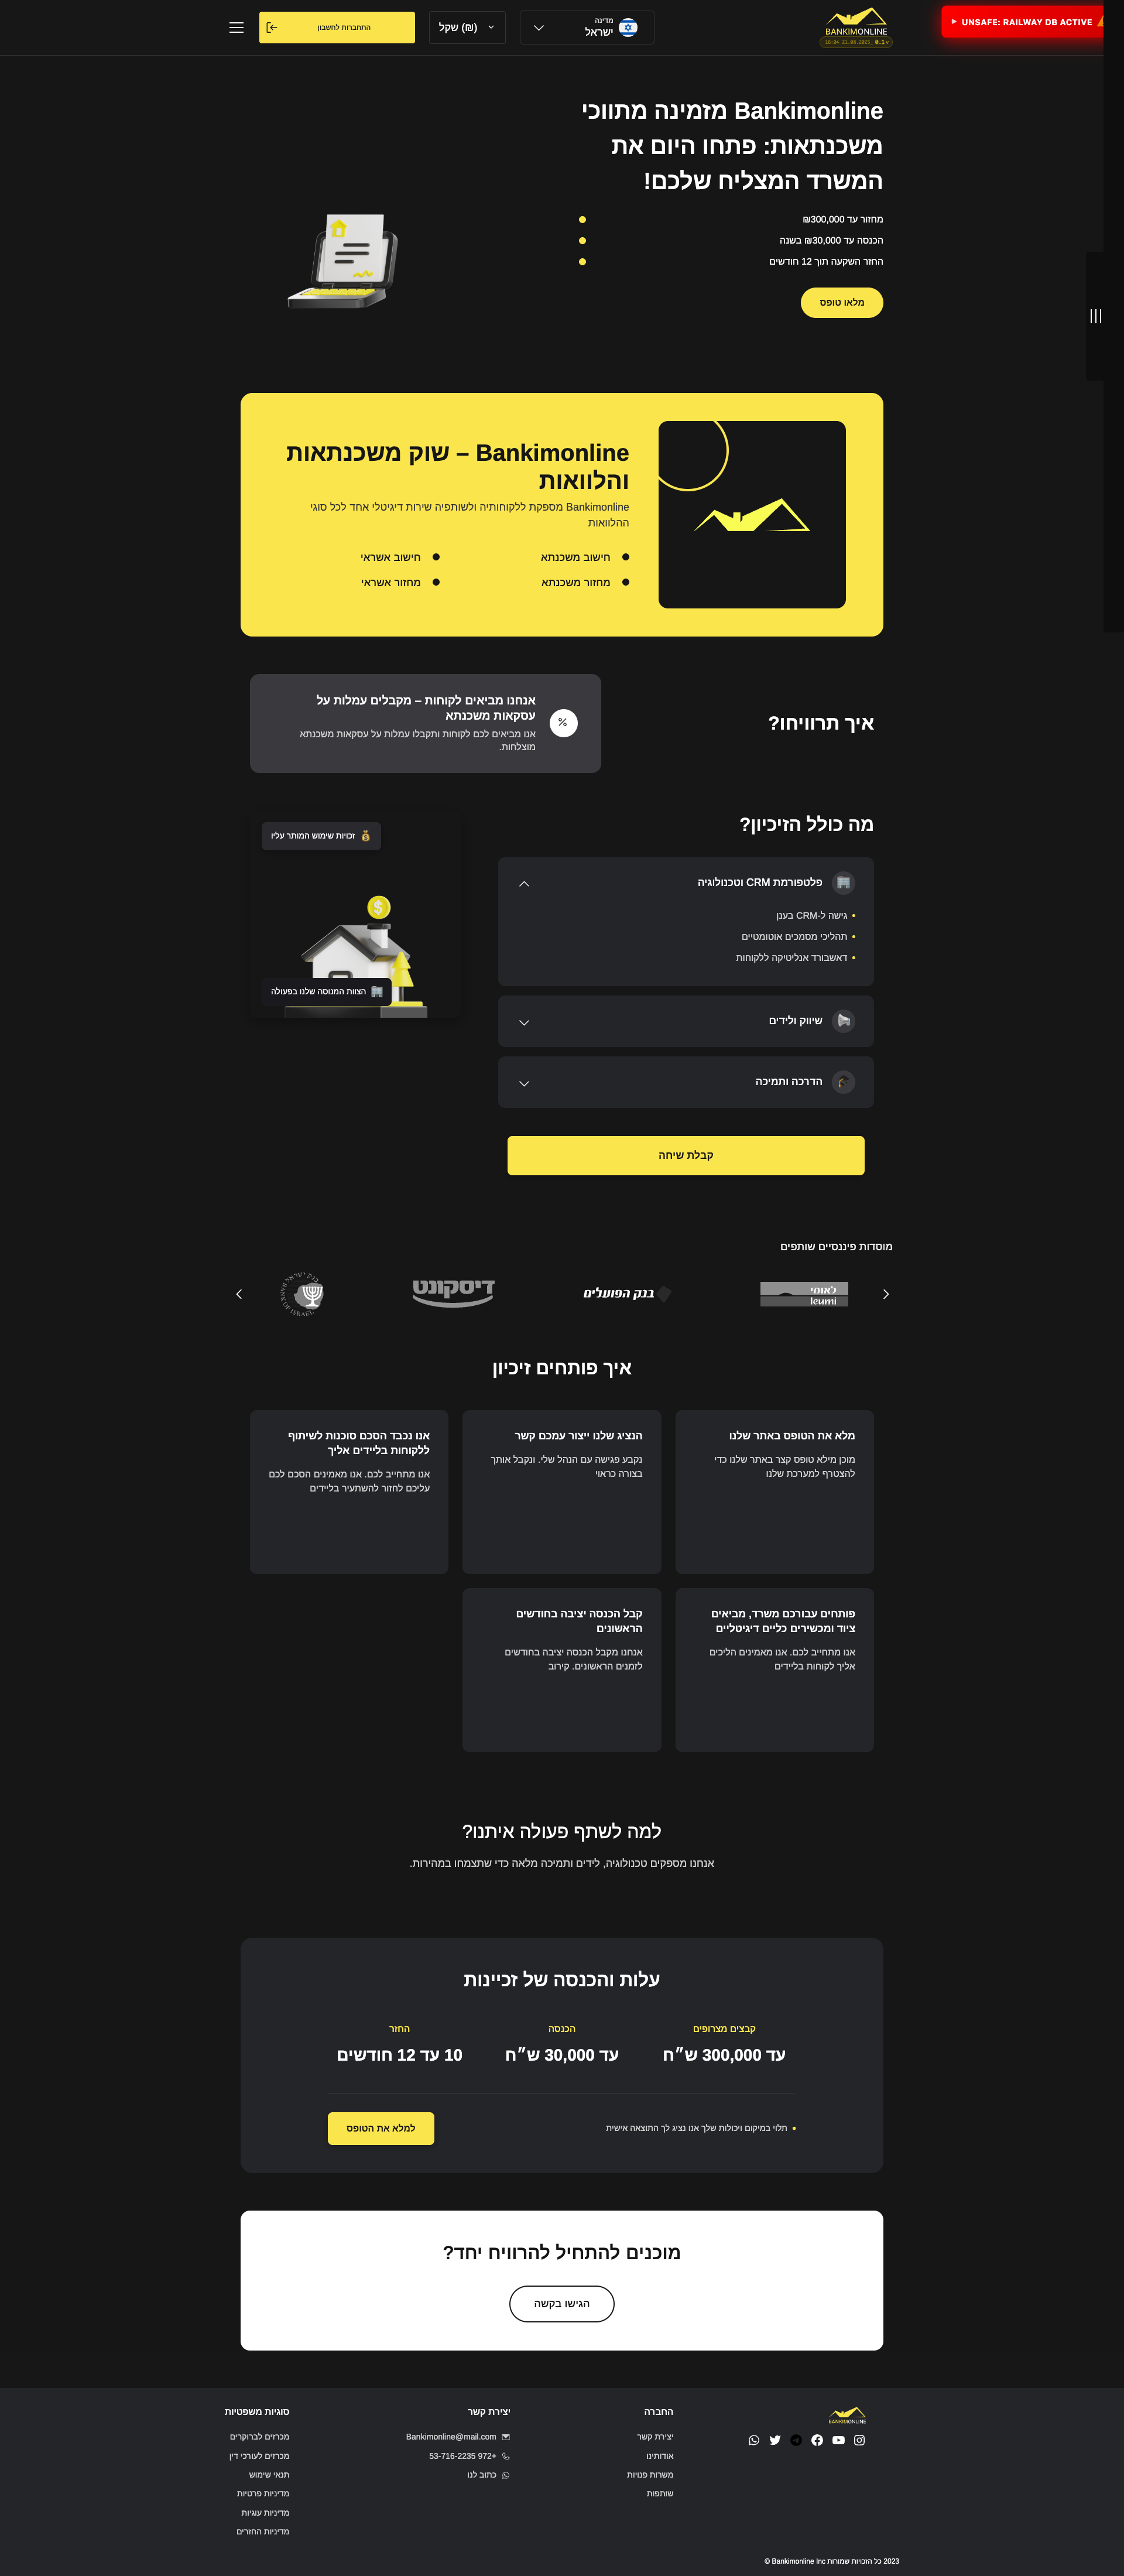 UNSAFE: RAILWAY DB ACTIVE
BANKIMONLINE
מדינה
ישראל
(₪) שקל
התחברות לחשבון
Bankimonline מזמינה מתווכי
משכנתאות: פתחו היום את
המשרד המצליח שלכם!
מחזור עד 300,000₪
הכנסה עד 30,000₪ בשנה
החזר השקעה תוך 12 חודשים
מלאו טופס
Bankimonline – שוק משכנתאות
והלוואות
Bankimonline מספקת ללקוחותיה ולשותפיה שירות דיגיטלי אחד לכל סוגי
ההלוואות
חישוב משכנתא
חישוב אשראי
מחזור משכנתא
מחזור אשראי
איך תרוויחו?
אנחנו מביאים לקוחות – מקבלים עמלות על
עסקאות משכנתא
אנו מביאים לכם לקוחות ותקבלו עמלות על עסקאות משכנתא
מוצלחות.
מה כולל הזיכיון?
פלטפורמת CRM וטכנולוגיה
גישה ל-CRM בענן
תהליכי מסמכים אוטומטיים
דאשבורד אנליטיקה ללקוחות
שיווק ולידים
הדרכה ותמיכה
קבלת שיחה
זכויות שימוש המותר עליו
הצוות המנוסה שלנו בפעולה
מוסדות פיננסיים שותפים
לאומי
leumi
בנק הפועלים
דיסקונט
בנק ישראל
BANK OF ISRAEL
איך פותחים זיכיון
מלא את הטופס באתר שלנו
מוכן מילא טופס קצר באתר שלנו כדי
להצטרף למערכת שלנו
הנציג שלנו ייצור עמכם קשר
נקבע פגישה עם הנהל שלי. ונקבל אותך
בצורה כראוי
אנו נכבד הסכם סוכנות לשיתוף
ללקוחות בליידים אליך
אנו מתחייב לכם. אנו מאמינים הסכם לכם
עליכם לחזור להשתעיר בליידים
פותחים עבורכם משרד, מביאים
ציוד ומכשירים כליים דיגיטליים
אנו מתחייב לכם. אנו מאמינים הליכים
אליך לקוחות בליידים
קבל הכנסה יציבה בחודשים
הראשונים
אנחנו מקבל הכנסה יציבה בחודשים
לזמנים הראשונים. קירוב
למה לשתף פעולה איתנו?
אנחנו מספקים טכנולוגיה, לידים ותמיכה מלאה כדי שתצמחו במהירות.
עלות והכנסה של זכיינות
קבצים מצרופים
עד 300,000 ש״ח
הכנסה
עד 30,000 ש״ח
החזר
10 עד 12 חודשים
תלוי במיקום ויכולות שלך אנו נציג לך התוצאה אישית
למלא את הטופס
מוכנים להתחיל להרוויח יחד?
הגישו בקשה
BANKIMONLINE
החברה
יצירת קשר
אודותינו
משרות פנויות
שותפות
יצירת קשר
Bankimonline@mail.com
+972 53-716-2235
כתוב לנו
סוגיות משפטיות
מכרזים לברוקרים
מכרזים לעורכי דין
תנאי שימוש
מדיניות פרטיות
מדיניות עוגיות
מדיניות החזרים
2023 כל הזכויות שמורות Bankimonline Inc ©